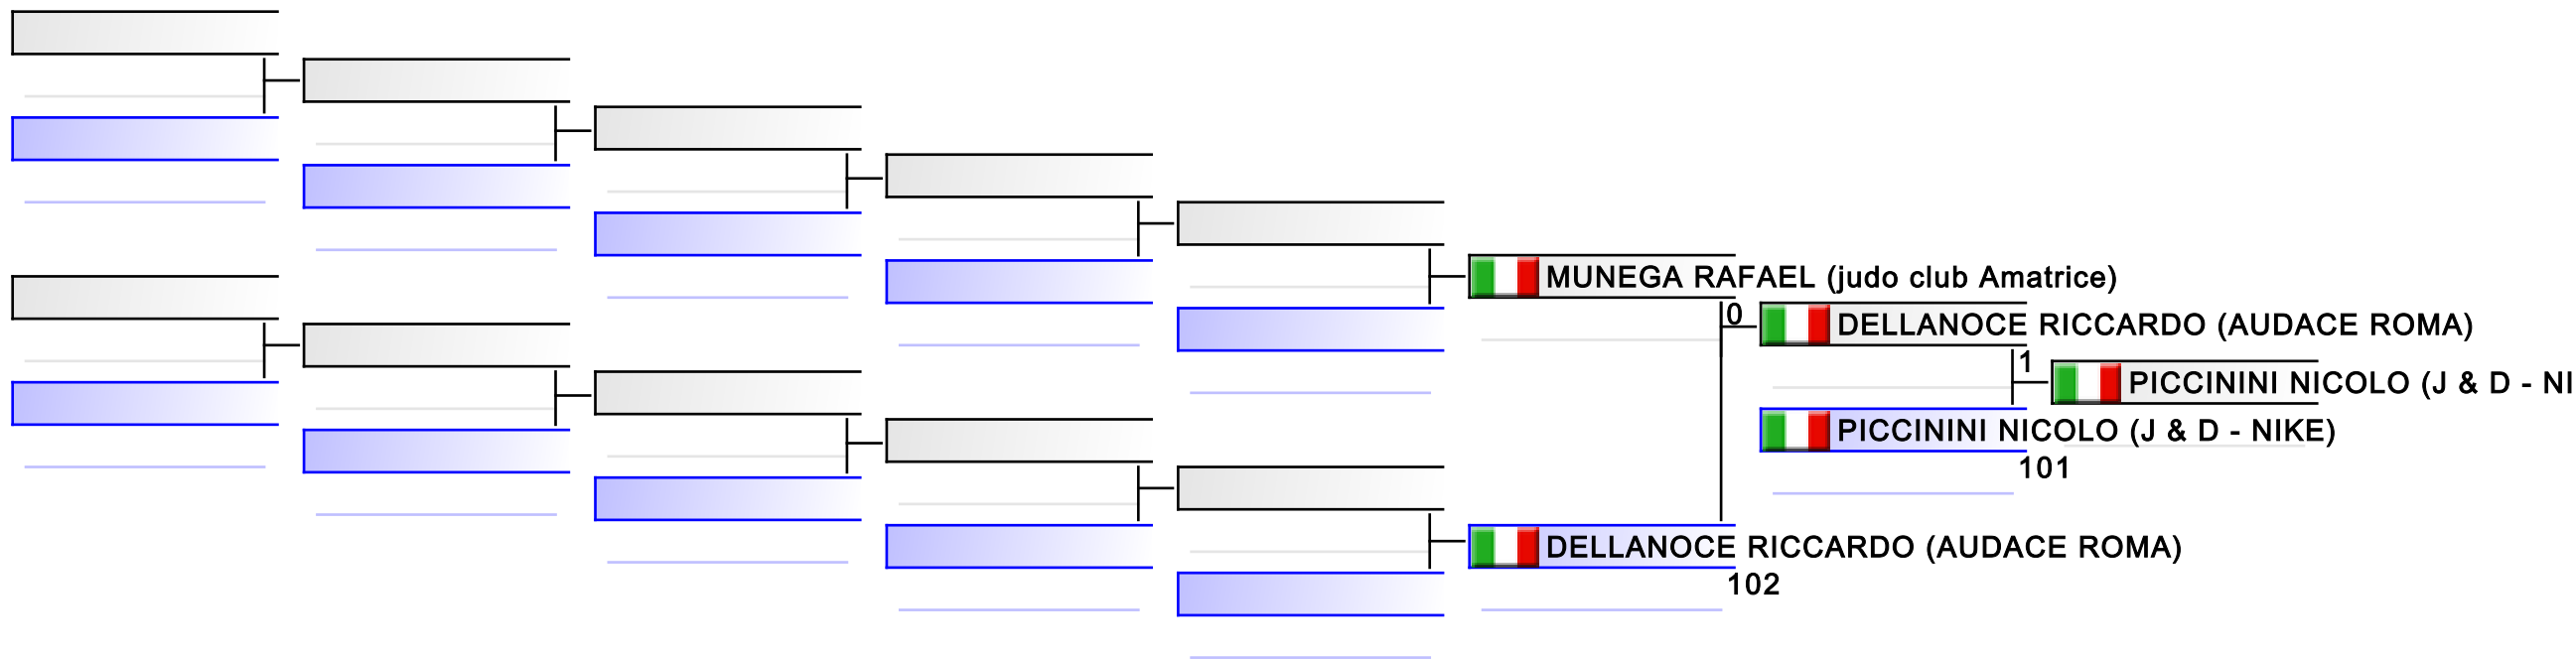 MUNEGA RAFAEL (judo club Amatrice)
0
DELLANOCE RICCARDO (AUDACE ROMA)
1
PICCININI NICOLO (J & D - NI
PICCININI NICOLO (J & D - NIKE)
101
DELLANOCE RICCARDO (AUDACE ROMA)
102